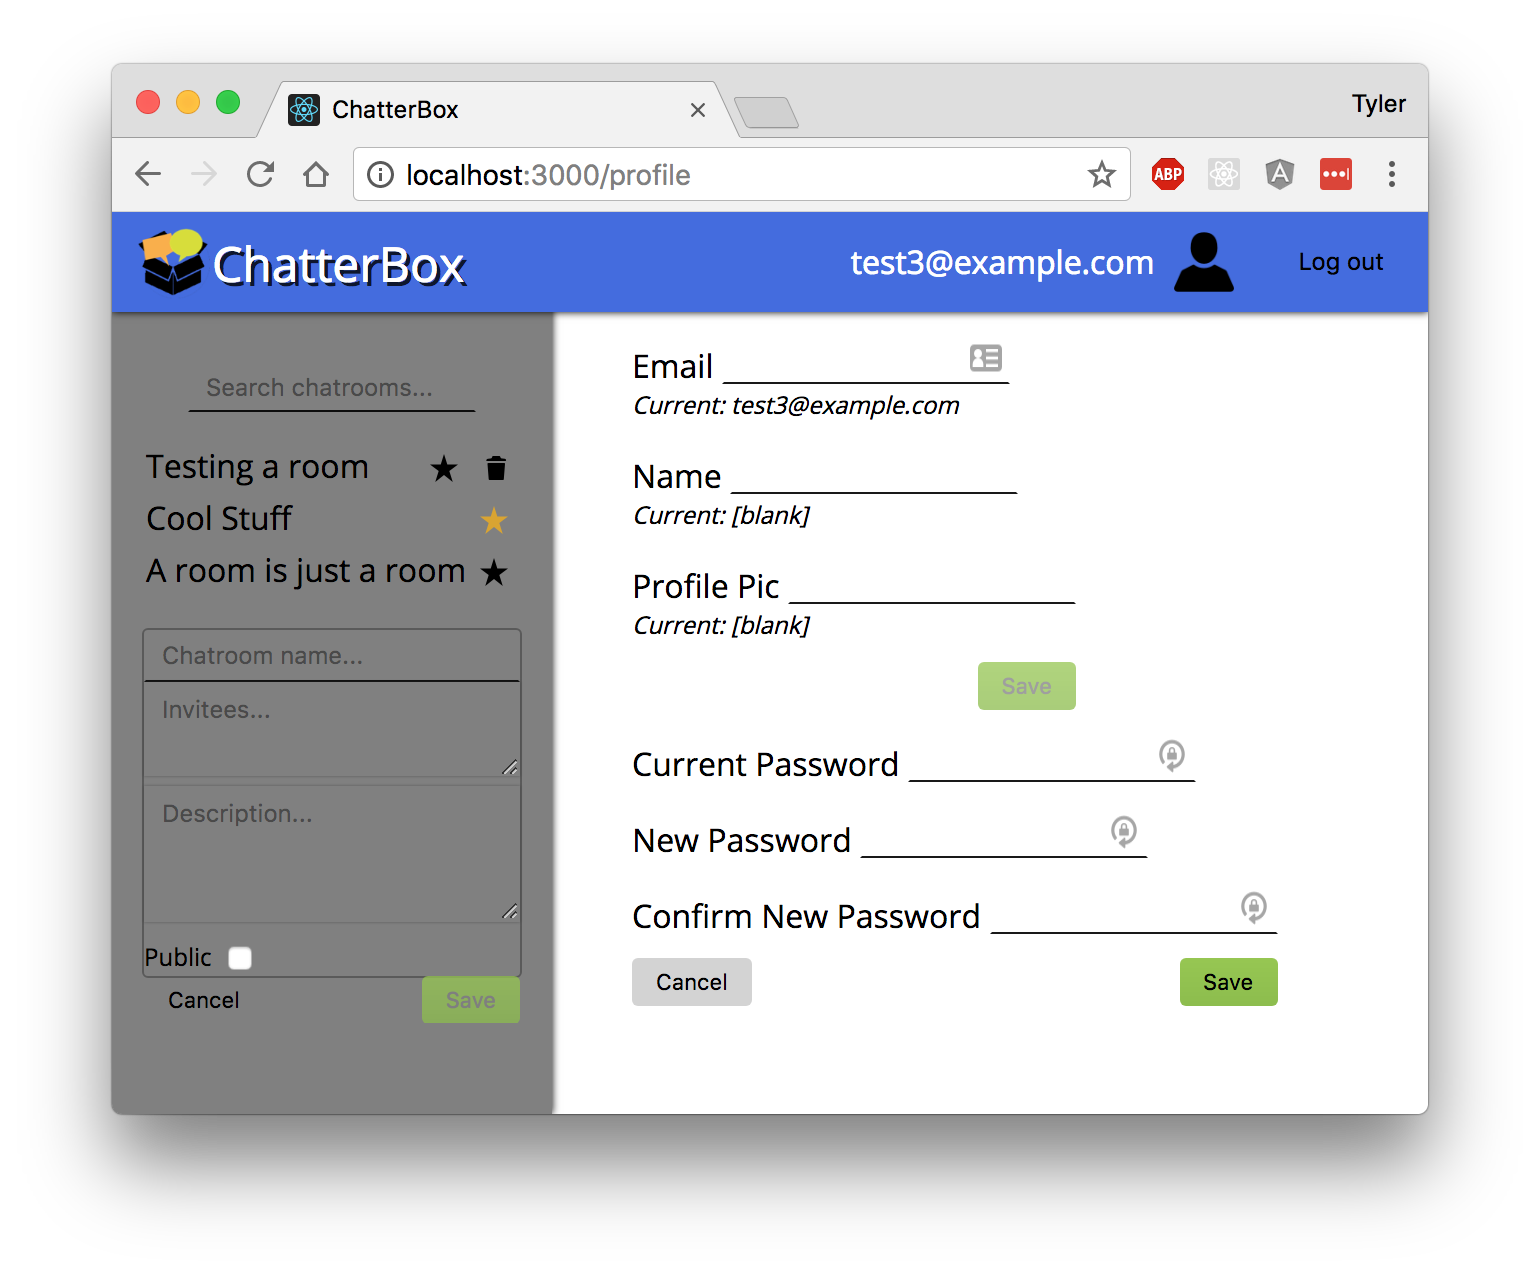 ChatterBox
Tyler
localhost:3000/profile
ABP
ChatterBox
test3@example.com
Log out
Search chatrooms...
Testing a room
Cool Stuff
A room is just a room
Chatroom name...
Invitees...
Description...
Public
Cancel
Save
Email
Current: test3@example.com
Name
Current: [blank]
Profile Pic
Current: [blank]
Save
Current Password
New Password
Confirm New Password
Cancel
Save